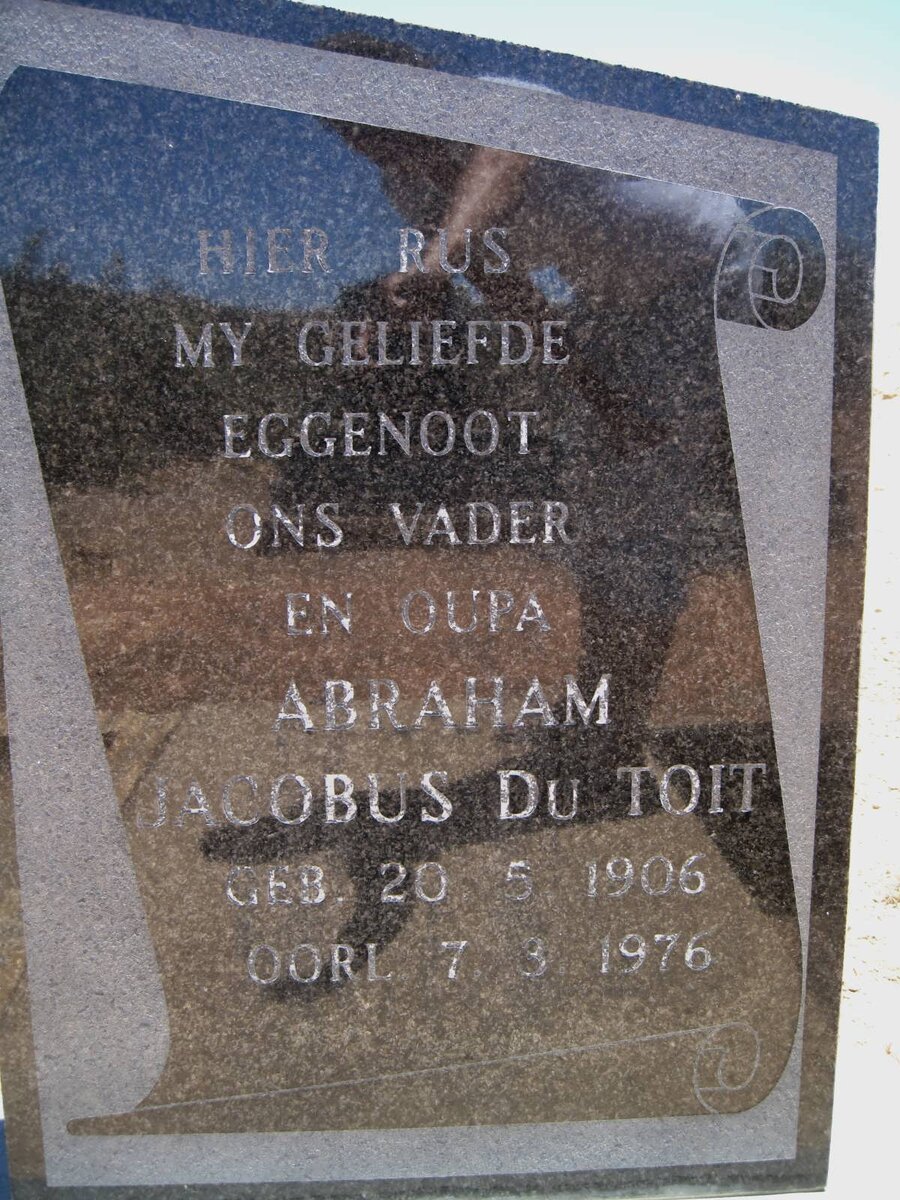 HIER RUS
MY GELIEFDE
EGGENOOT
ONS VADER
EN OUPA
ABRAHAM
JACOBUS DU TOIT
GEB. 20 5 1906
OORL 7. 3. 1976